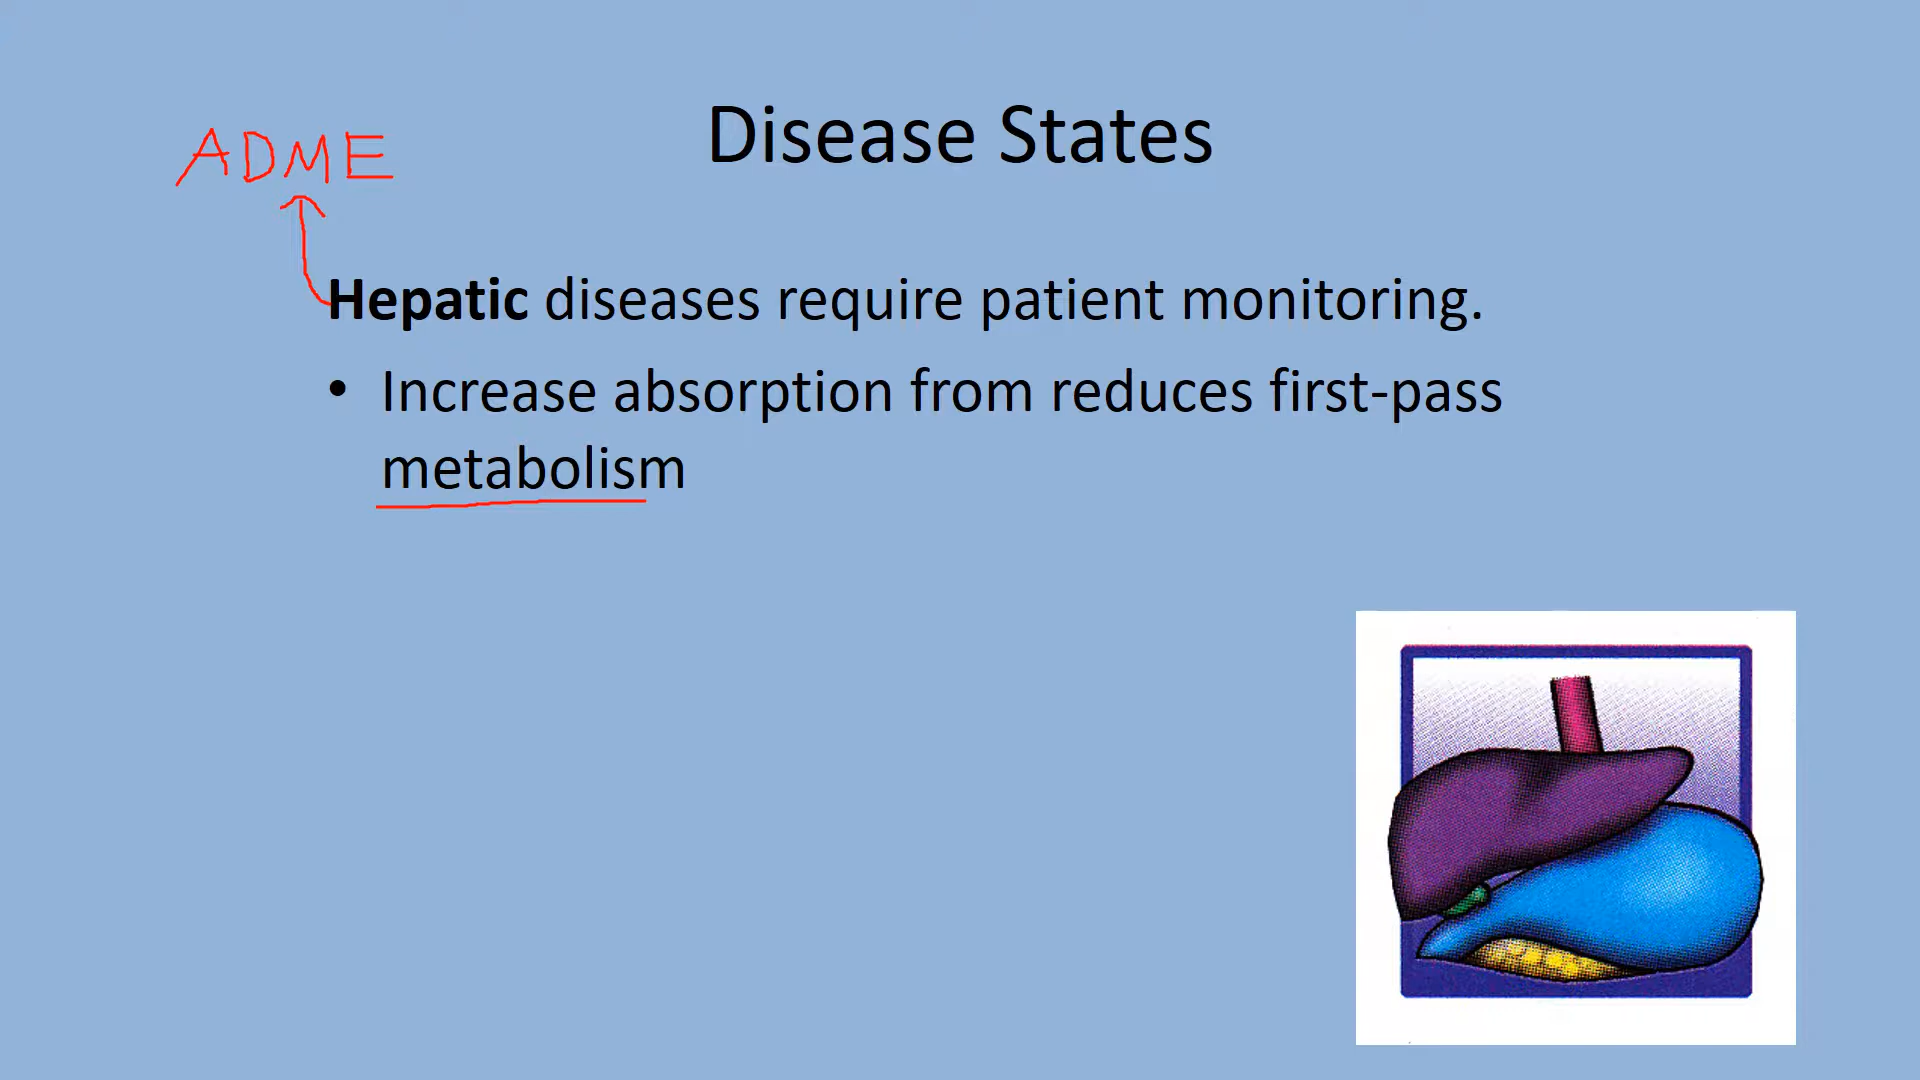 Disease States
ADME
Hepatic diseases require patient monitoring.
• Increase absorption from reduces first-pass
metabolism